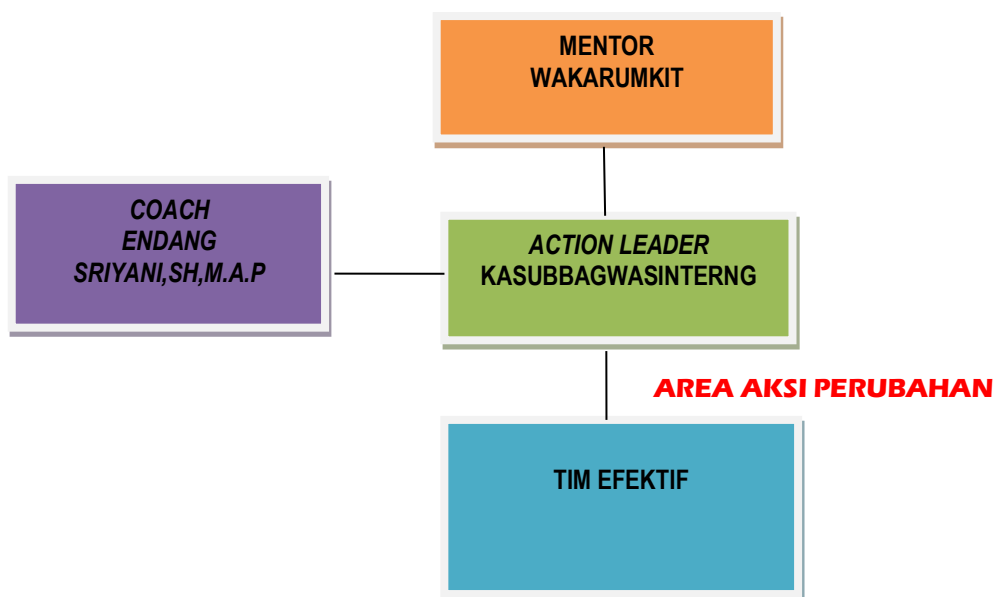 MENTOR
WAKARUMKIT
COACH
ENDANG
SRIYANI,SH,M.A.P
ACTION LEADER
KASUBBAGWASINTERNG
AREA AKSI PERUBAHAN
TIM EFEKTIF